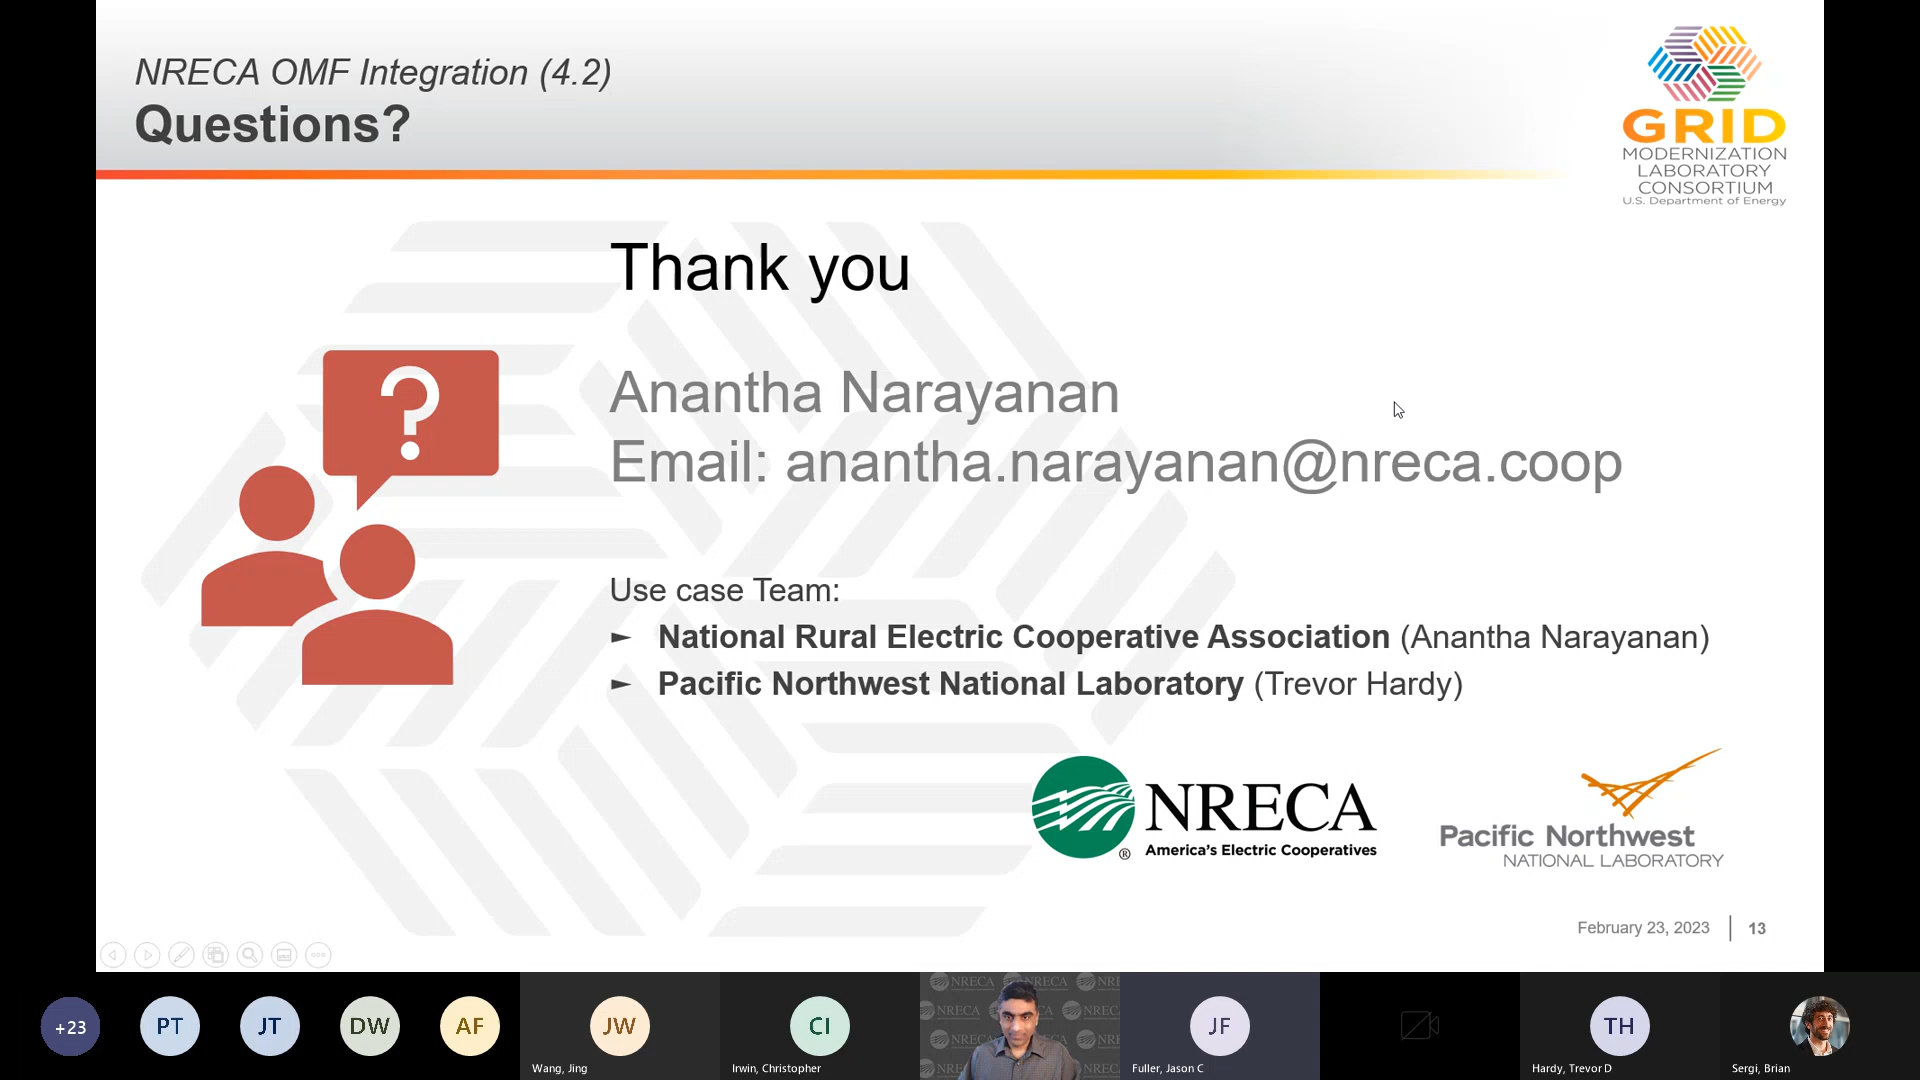 NRECA OMF Integration (4.2)
Questions?
GRID
MODERNIZATION
LABORATORY
CONSORTIUM
U.S. Department of Energy
Thank you
?
Anantha Narayanan
Email: anantha.narayanan@nreca.coop
Use case Team:
► National Rural Electric Cooperative Association (Anantha Narayanan)
► Pacific Northwest National Laboratory (Trevor Hardy)
NRECA
®
America's Electric Cooperatives
Pacific Northwest
NATIONAL LABORATORY
February 23, 2023 | 13
+23
PT
JT
DW
AF
JW
Wang, Jing
CI
Irwin, Christopher
NRECA
JF
Fuller, Jason C
TH
Hardy, Trevor D
Sergi, Brian